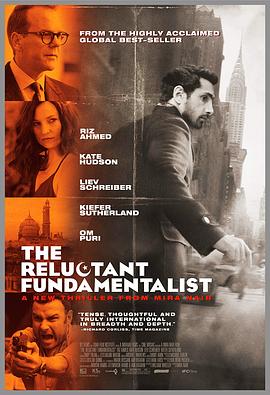 FROM THE HIGHLY ACCLAIMED
GLOBAL BEST-SELLER
RIZ
AHMED
KATE
HUDSON
LIEV
SCHREIBER
KIEFER
SUTHERLAND
OM
PURI
THE
RELUCTANT
FUNDAMENTALIST
A NEW THRILLER FROM MIRA NAIR
"TENSE, THOUGHTFUL AND
TRULY INTERNATIONAL
IN BREADTH AND DEPTH."
-RICHARD CORLISS, TIME MAGAZINE